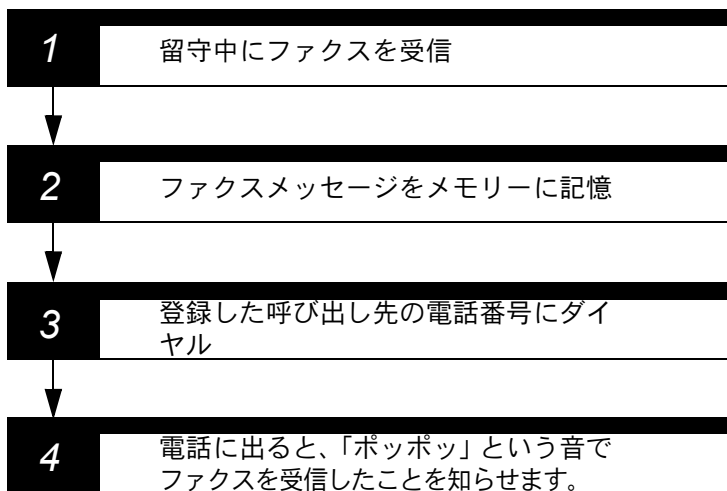 1
留守中にファクスを受信
2
ファクスメッセージをメモリーに記憶
3
登録した呼び出し先の電話番号にダイ
ヤル
4
電話に出ると、「ポッポッ」という音で
ファクスを受信したことを知らせます。